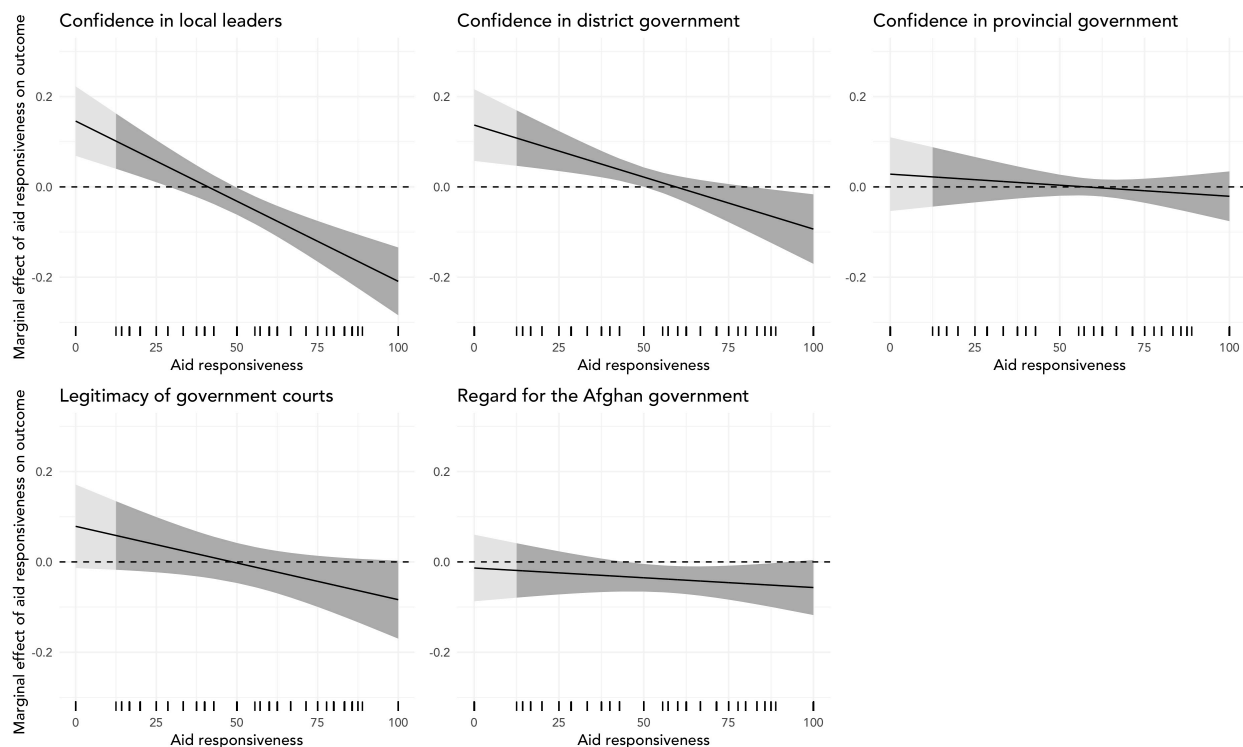 Confidence in local leaders
Confidence in district government
Confidence in provincial government
Marginal effect of aid responsiveness on outcome
0.2
0.0
-0.2
0.2
0.0
-0.2
0.2
0.0
-0.2
0 25 50 75 100
0 25 50 75 100
0 25 50 75 100
Aid responsiveness
Aid responsiveness
Aid responsiveness
Legitimacy of government courts
Regard for the Afghan government
Marginal effect of aid responsiveness on outcome
0.2
0.0
-0.2
0.2
0.0
-0.2
0 25 50 75 100
0 25 50 75 100
Aid responsiveness
Aid responsiveness